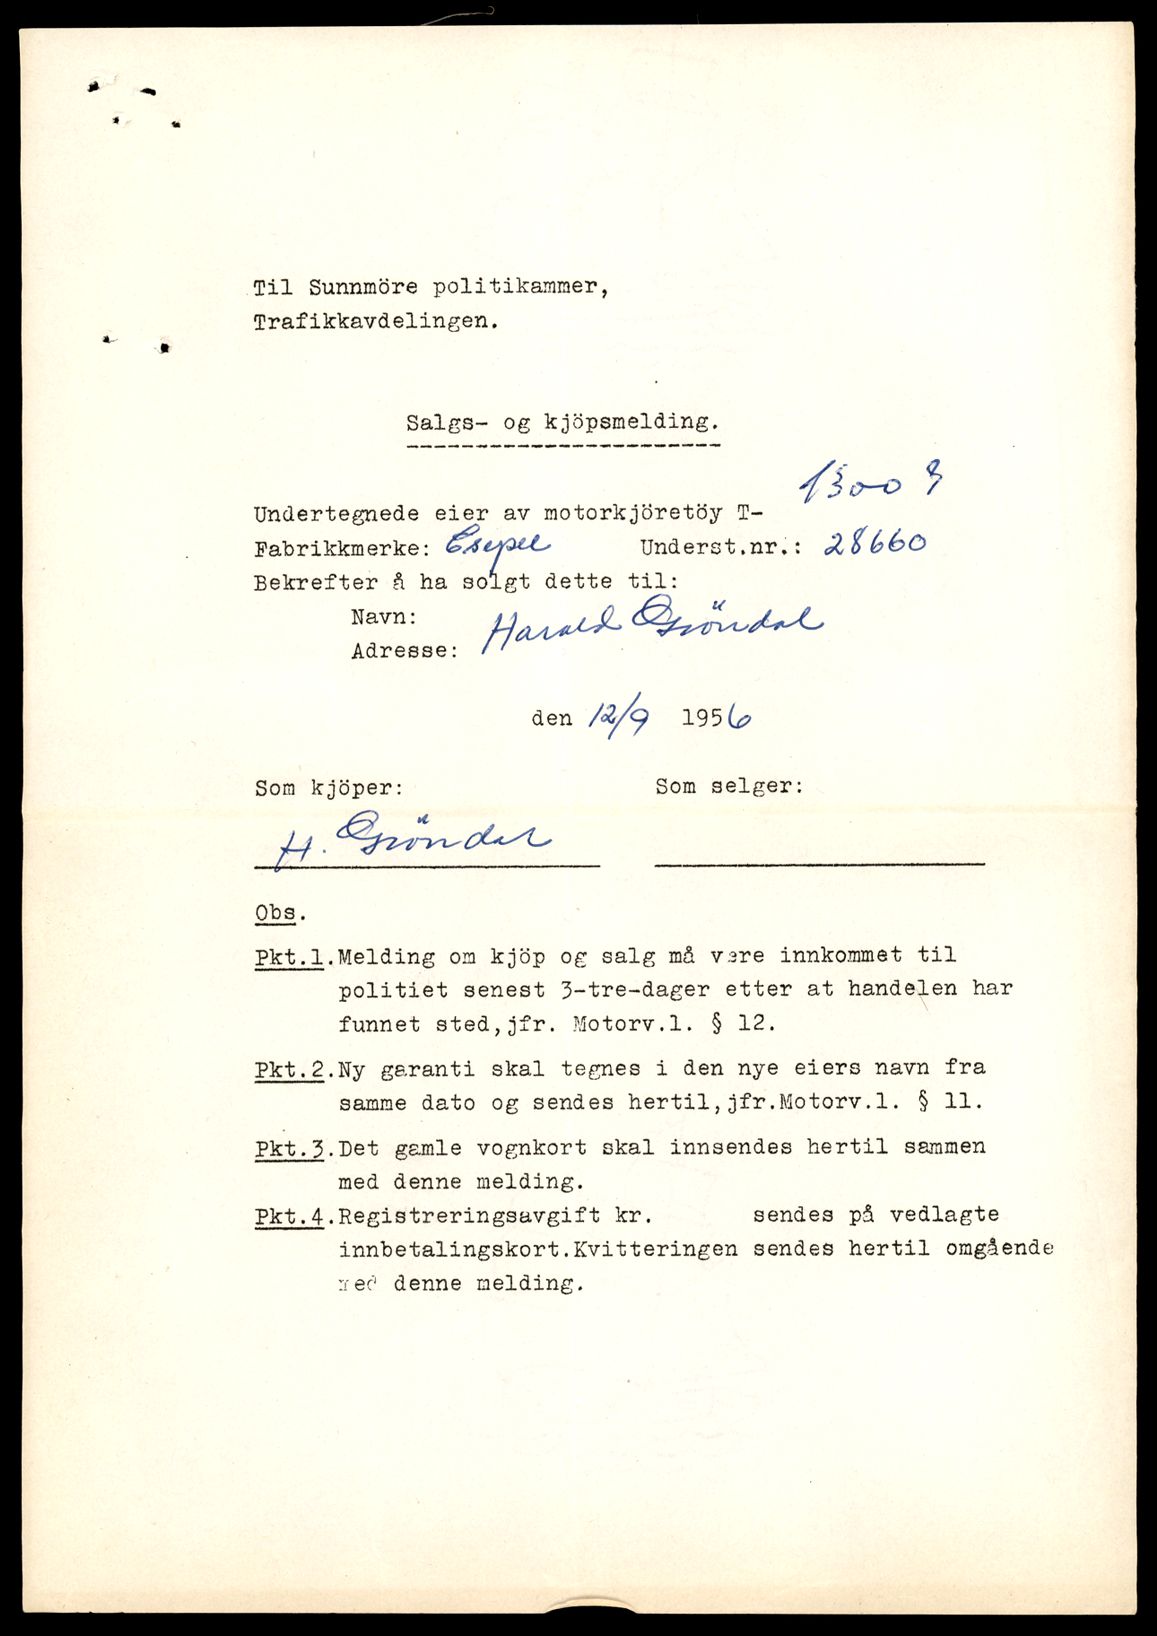 Til Sunnmöre politikammer,
Trafikkavdelingen.
Salgs- og kjöpsmelding.
Undertegnede eier av motorkjöretöy T- 13009
Fabrikkmerke: Underst.nr.: 28660
Bekrefter å ha solgt dette til:
Navn: Harald Gröndal
Adresse:
den 12/9 1956
Som kjöper: Som selger:
H. Gröndal
Obs.
Pkt.1. Melding om kjöp og salg må være innkommet til
politiet senest 3-tre-dager etter at handelen har
funnet sted, jfr. Motorv.l. § 12.
Pkt.2. Ny garanti skal tegnes i den nye eiers navn fra
samme dato og sendes hertil, jfr.Motorv.l. § 11.
Pkt.3. Det gamle vognkort skal innsendes hertil sammen
med denne melding.
Pkt.4. Registreringsavgift kr. sendes på vedlagte
innbetalingskort.Kvitteringen sendes hertil omgående
med denne melding.